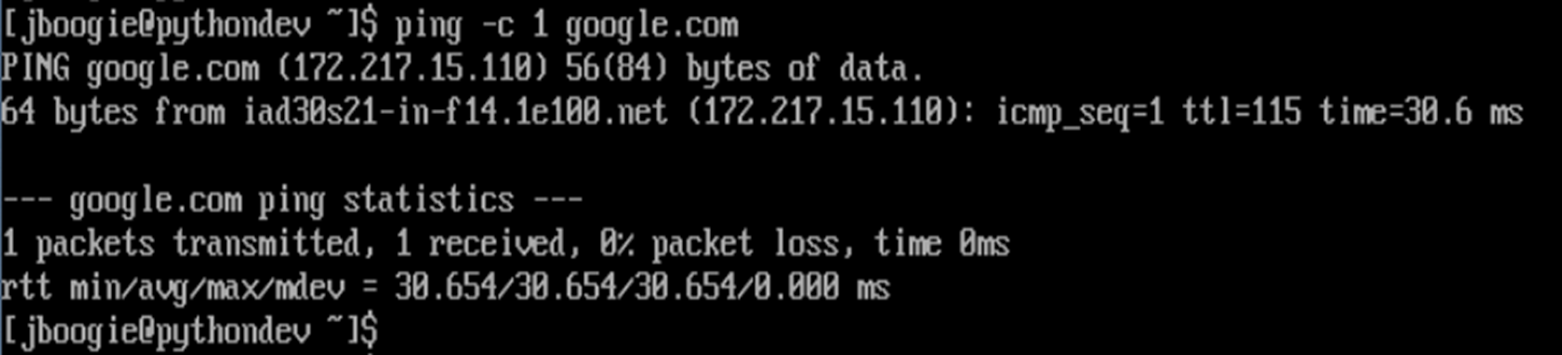 [jboogie@pythondev ~]$ ping -c 1 google.com
PING google.com (172.217.15.110) 56(84) bytes of data.
64 bytes from iad30s21-in-f14.1e100.net (172.217.15.110): icmp_seq=1 ttl=115 time=30.6 ms
--- google.com ping statistics ---
1 packets transmitted, 1 received, 0% packet loss, time 0ms
rtt min/avg/max/mdev = 30.654/30.654/30.654/0.000 ms
[jboogie@pythondev ~]$